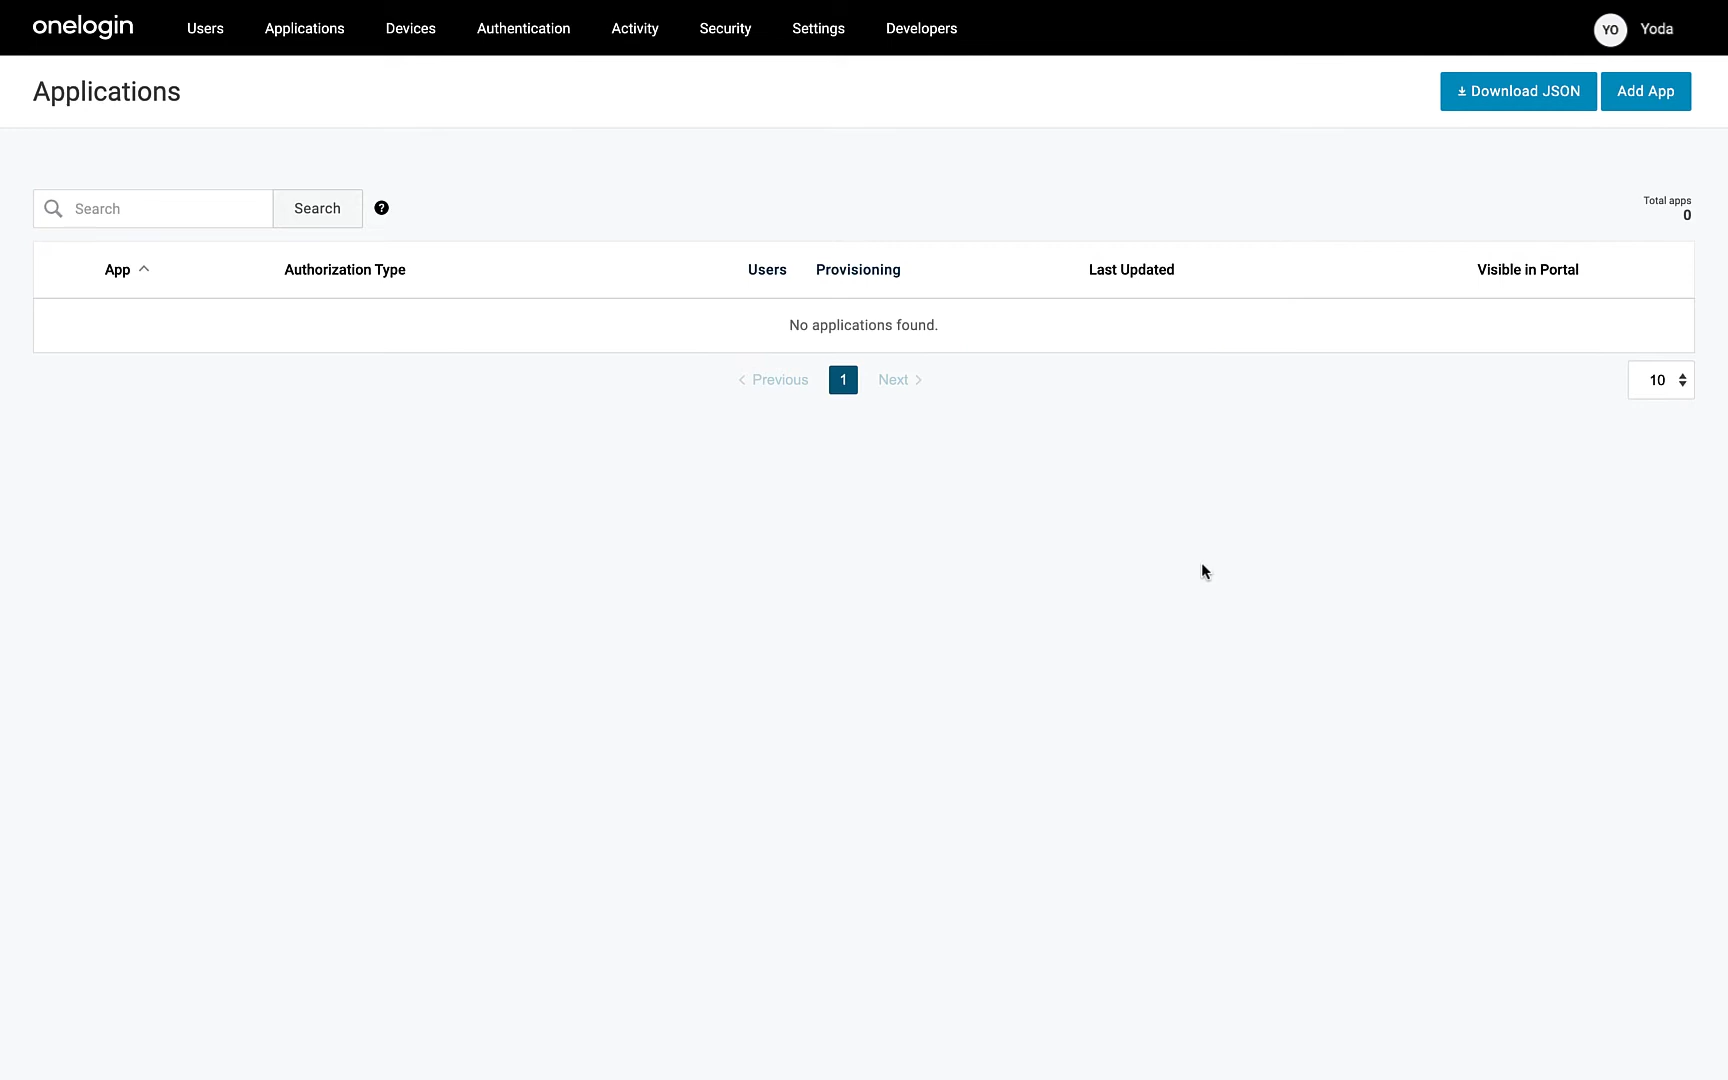 onelogin Users Applications Devices Authentication Activity Security Settings Developers YO Yoda
Applications Download JSON Add App
Search Search ? Total apps
0
App Authorization Type Users Provisioning Last Updated Visible in Portal
No applications found.
< Previous 1 Next > 10